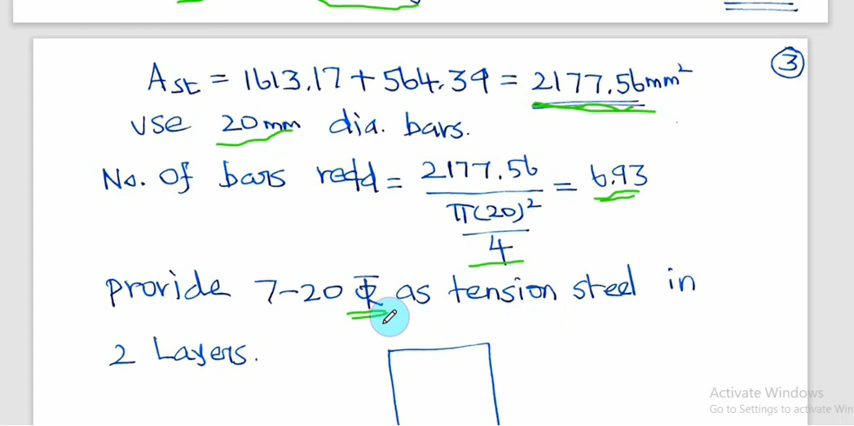 3
Ast = 1613.17 + 564.39 = 2177.56mm²
use 20mm dia. bars.
No. of bars redd = 2177.56 / (π(20)² / 4) = 6.93
provide 7-20 as tension steel in
2 Layers.
Activate Windows
Go to Settings to activate Win